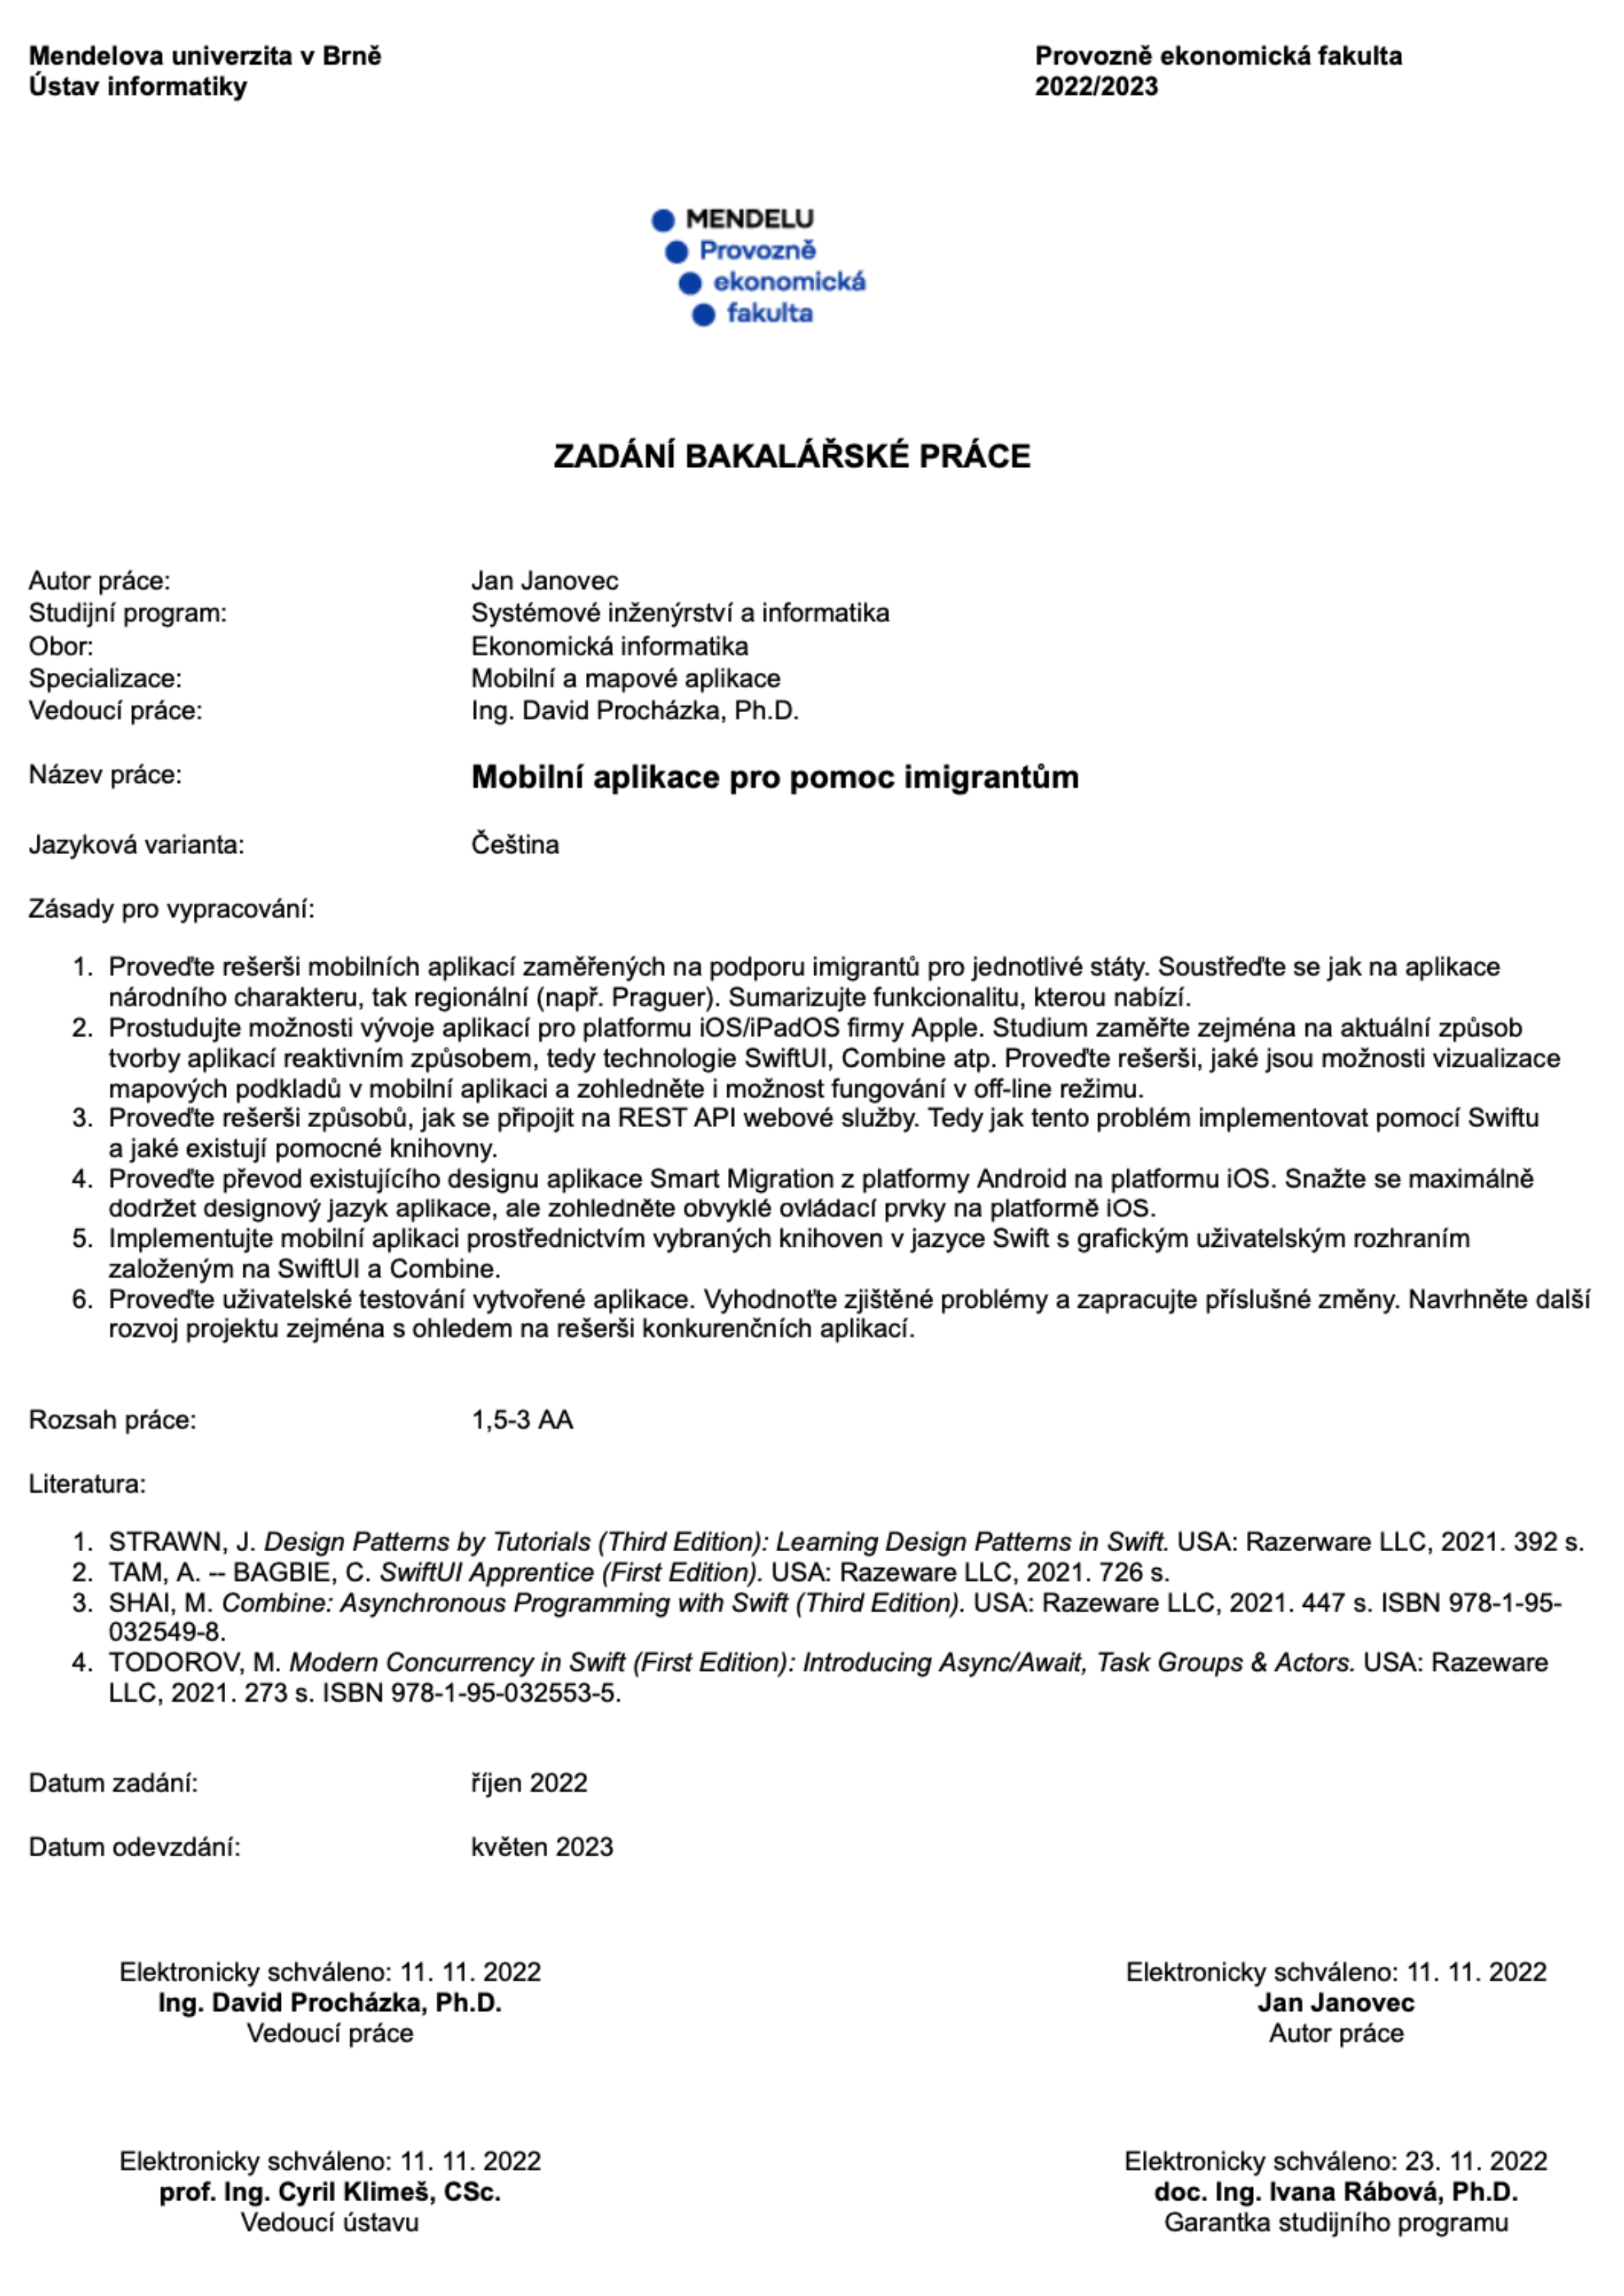 Mendelova univerzita v Brně
Ústav informatiky
Provozně ekonomická fakulta
2022/2023
MENDELU
Provozně
ekonomická
fakulta
ZADÁNÍ BAKALÁŘSKÉ PRÁCE
Autor práce: Jan Janovec
Studijní program: Systémové inženýrství a informatika
Obor: Ekonomická informatika
Specializace: Mobilní a mapové aplikace
Vedoucí práce: Ing. David Procházka, Ph.D.
Název práce: Mobilní aplikace pro pomoc imigrantům
Jazyková varianta: Čeština
Zásady pro vypracování:
1. Proveďte rešerši mobilních aplikací zaměřených na podporu imigrantů pro jednotlivé státy. Soustřeďte se jak na aplikace
národního charakteru, tak regionální (např. Praguer). Sumarizujte funkcionalitu, kterou nabízí.
2. Prostudujte možnosti vývoje aplikací pro platformu iOS/iPadOS firmy Apple. Studium zaměřte zejména na aktuální způsob
tvorby aplikací reaktivním způsobem, tedy technologie SwiftUI, Combine atp. Proveďte rešerši, jaké jsou možnosti vizualizace
mapových podkladů v mobilní aplikaci a zohledněte i možnost fungování v off-line režimu.
3. Proveďte rešerši způsobů, jak se připojit na REST API webové služby. Tedy jak tento problém implementovat pomocí Swiftu
a jaké existují pomocné knihovny.
4. Proveďte převod existujícího designu aplikace Smart Migration z platformy Android na platformu iOS. Snažte se maximálně
dodržet designový jazyk aplikace, ale zohledněte obvyklé ovládací prvky na platformě iOS.
5. Implementujte mobilní aplikaci prostřednictvím vybraných knihoven v jazyce Swift s grafickým uživatelským rozhraním
založeným na SwiftUI a Combine.
6. Proveďte uživatelské testování vytvořené aplikace. Vyhodnoťte zjištěné problémy a zapracujte příslušné změny. Navrhněte další
rozvoj projektu zejména s ohledem na rešerši konkurenčních aplikací.
Rozsah práce: 1,5-3 AA
Literatura:
1. STRAWN, J. Design Patterns by Tutorials (Third Edition): Learning Design Patterns in Swift. USA: Razerware LLC, 2021. 392 s.
2. TAM, A. -- BAGBIE, C. SwiftUI Apprentice (First Edition). USA: Razeware LLC, 2021. 726 s.
3. SHAI, M. Combine: Asynchronous Programming with Swift (Third Edition). USA: Razeware LLC, 2021. 447 s. ISBN 978-1-95-
032549-8.
4. TODOROV, M. Modern Concurrency in Swift (First Edition): Introducing Async/Await, Task Groups & Actors. USA: Razeware
LLC, 2021. 273 s. ISBN 978-1-95-032553-5.
Datum zadání: říjen 2022
Datum odevzdání: květen 2023
Elektronicky schváleno: 11. 11. 2022
Ing. David Procházka, Ph.D.
Vedoucí práce
Elektronicky schváleno: 11. 11. 2022
Jan Janovec
Autor práce
Elektronicky schváleno: 11. 11. 2022
prof. Ing. Cyril Klimeš, CSc.
Vedoucí ústavu
Elektronicky schváleno: 23. 11. 2022
doc. Ing. Ivana Rábová, Ph.D.
Garantka studijního programu